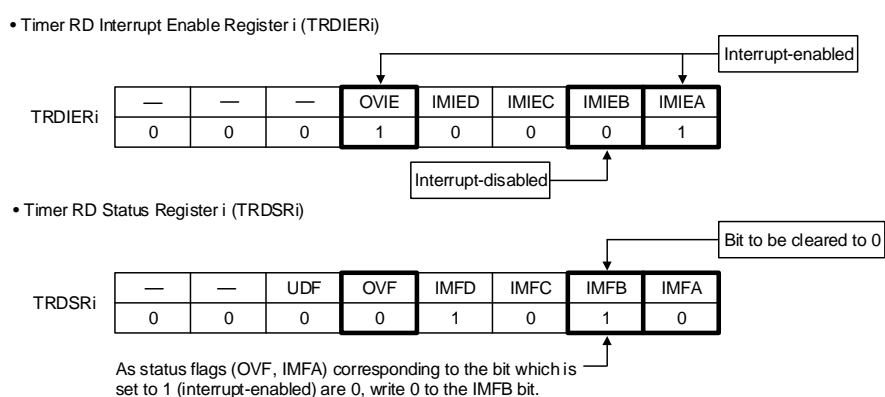 • Timer RD Interrupt Enable Register i (TRDIERi)
Interrupt-enabled
TRDIERi
— — — OVIE IMIED IMIEC IMIEB IMIEA
0 0 0 1 0 0 0 1
Interrupt-disabled
• Timer RD Status Register i (TRDSRi)
Bit to be cleared to 0
TRDSRi
— — UDF OVF IMFD IMFC IMFB IMFA
0 0 0 0 1 0 1 0
As status flags (OVF, IMFA) corresponding to the bit which is
set to 1 (interrupt-enabled) are 0, write 0 to the IMFB bit.